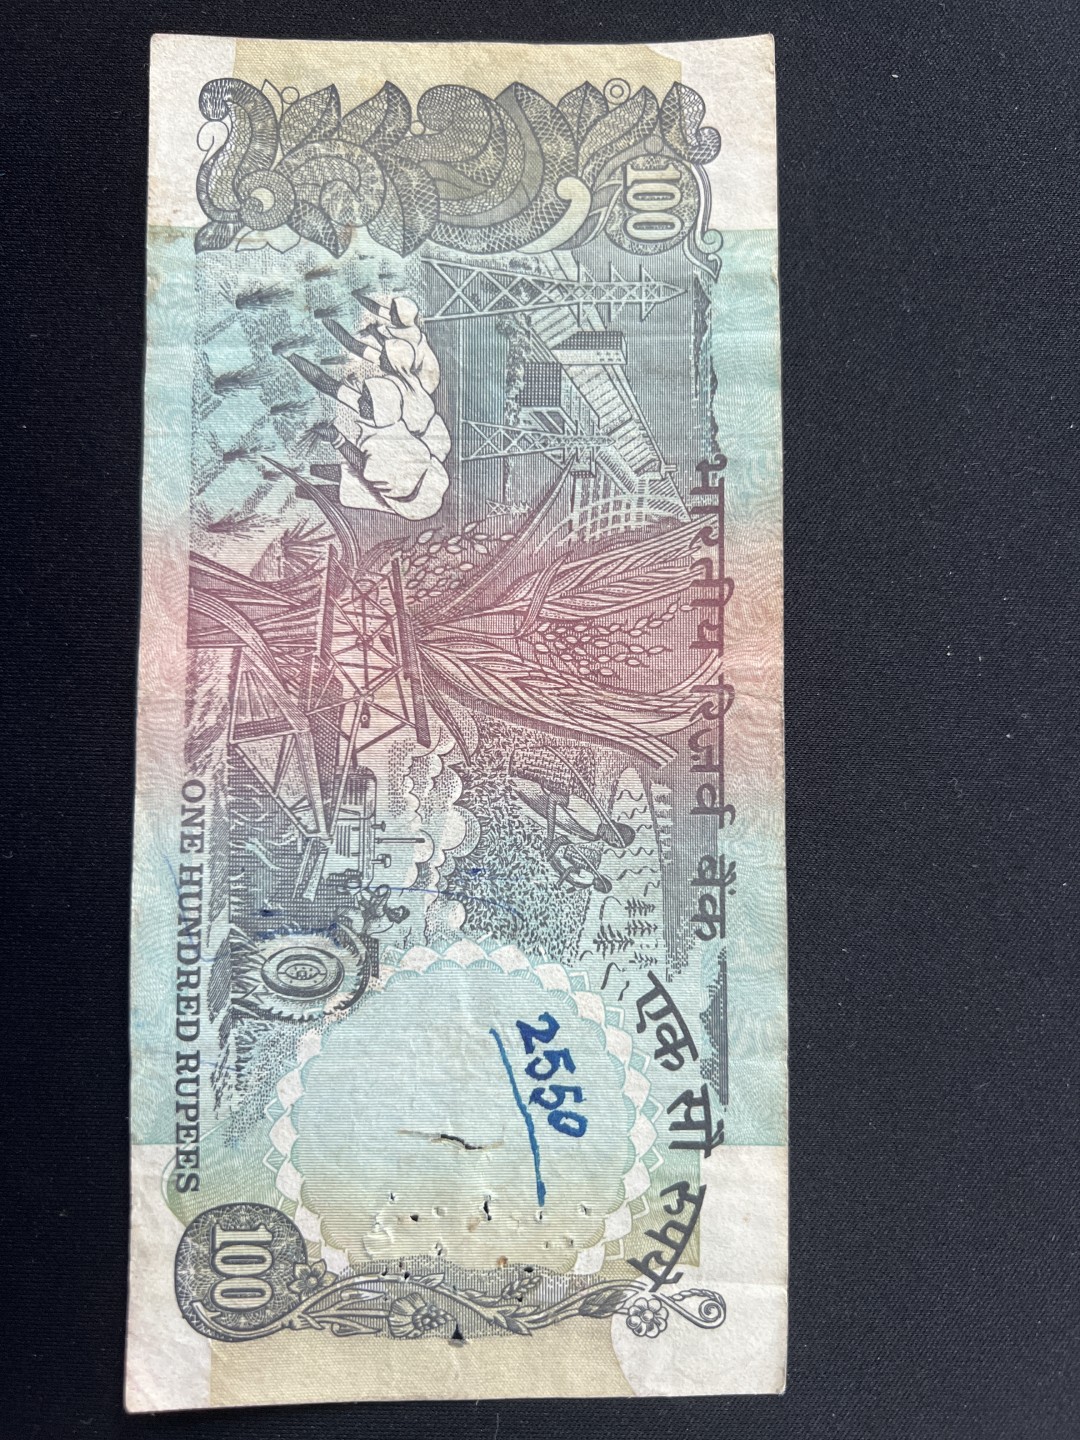 भारतीय रिज़र्व बैंक
एक सौ रुपये
100
2550
ONE HUNDRED RUPEES
100